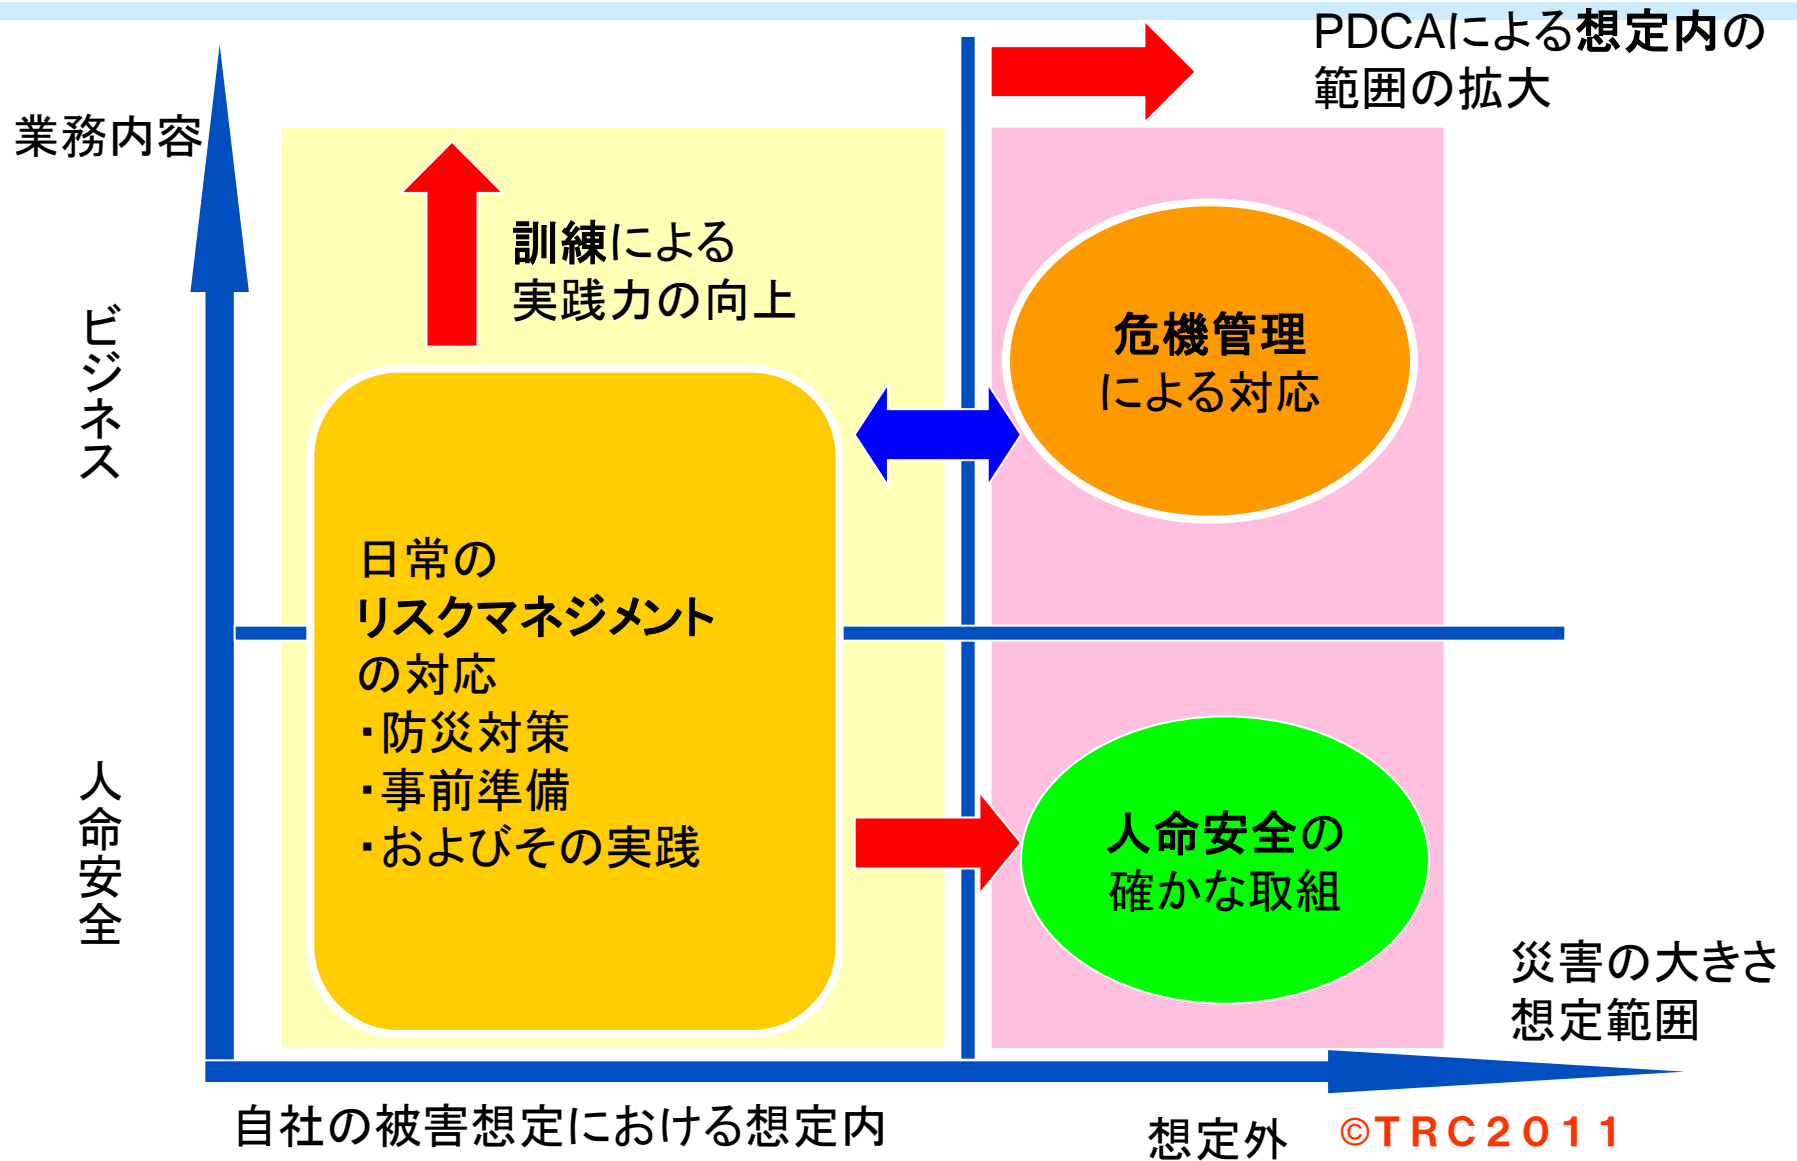 PDCAによる想定内の
範囲の拡大
業務内容
訓練による
実践力の向上
ビジネス
危機管理
による対応
日常の
リスクマネジメント
の対応
・防災対策
・事前準備
・およびその実践
人命安全
人命安全の
確かな取組
災害の大きさ
想定範囲
自社の被害想定における想定内
想定外
©TRC2011